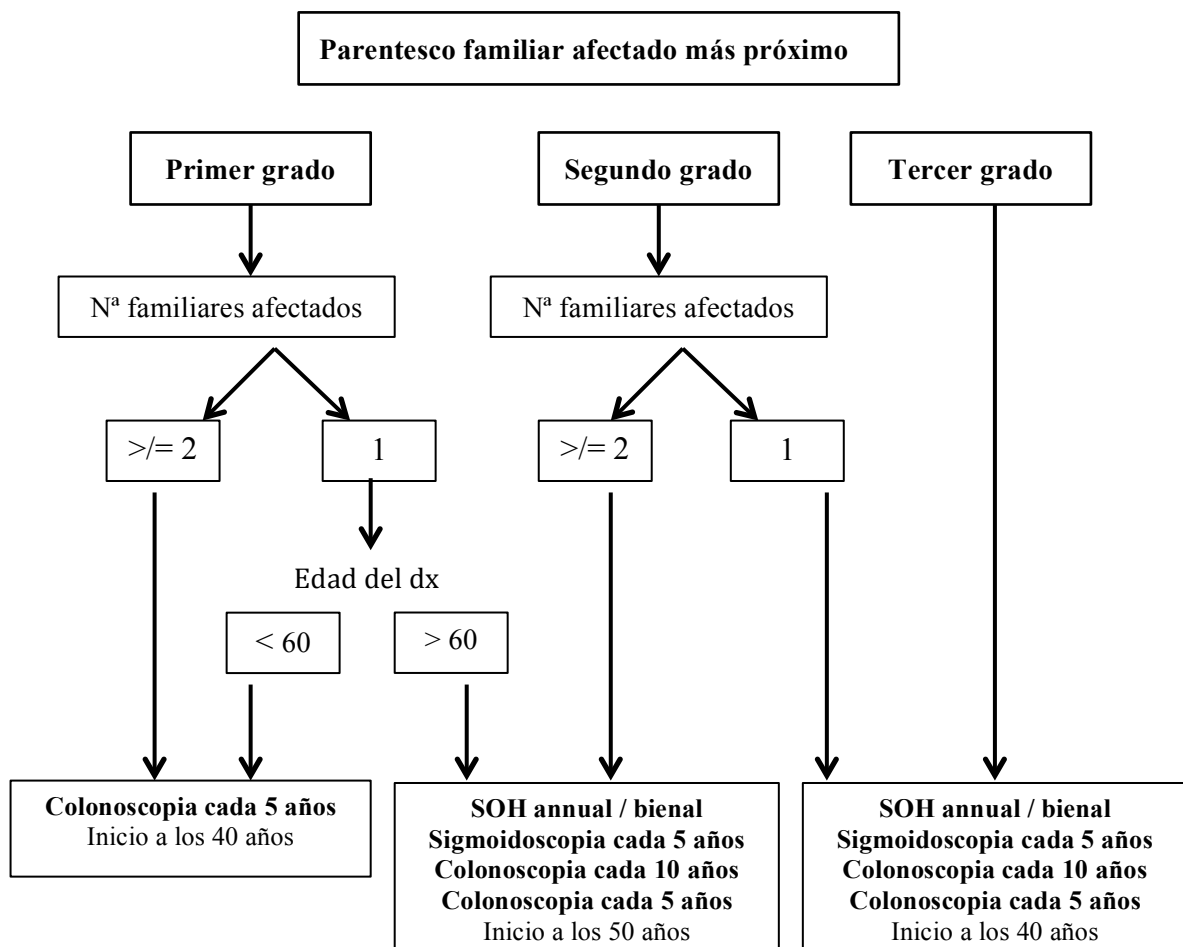 Parentesco familiar afectado más próximo
Primer grado
Segundo grado
Tercer grado
Nª familiares afectados
Nª familiares afectados
>/= 2
1
>/= 2
1
Edad del dx
< 60
> 60
Colonoscopia cada 5 años
Inicio a los 40 años
SOH annual / bienal
Sigmoidoscopia cada 5 años
Colonoscopia cada 10 años
Colonoscopia cada 5 años
Inicio a los 50 años
SOH annual / bienal
Sigmoidoscopia cada 5 años
Colonoscopia cada 10 años
Colonoscopia cada 5 años
Inicio a los 40 años